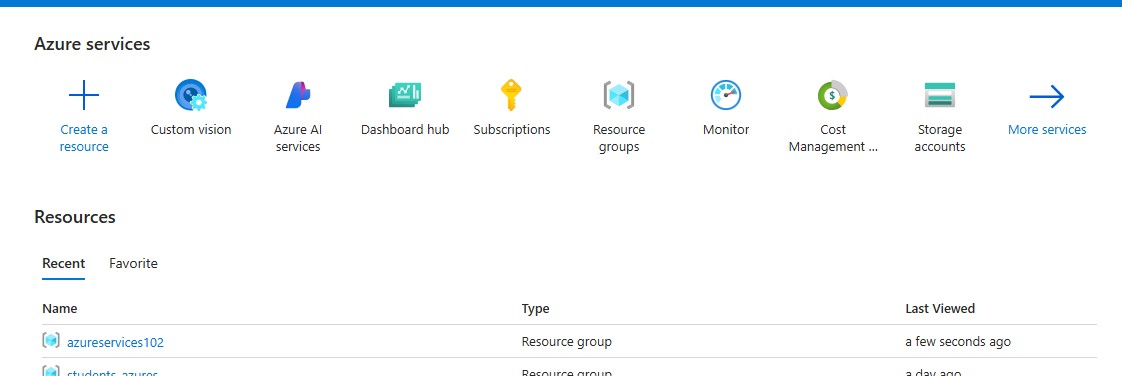 Azure services
Create a resource
Custom vision
Azure AI services
Dashboard hub
Subscriptions
Resource groups
Monitor
Cost Management ...
Storage accounts
More services
Resources
Recent Favorite
Name Type Last Viewed
azureservices102 Resource group a few seconds ago
students_azures Resource group a day ago